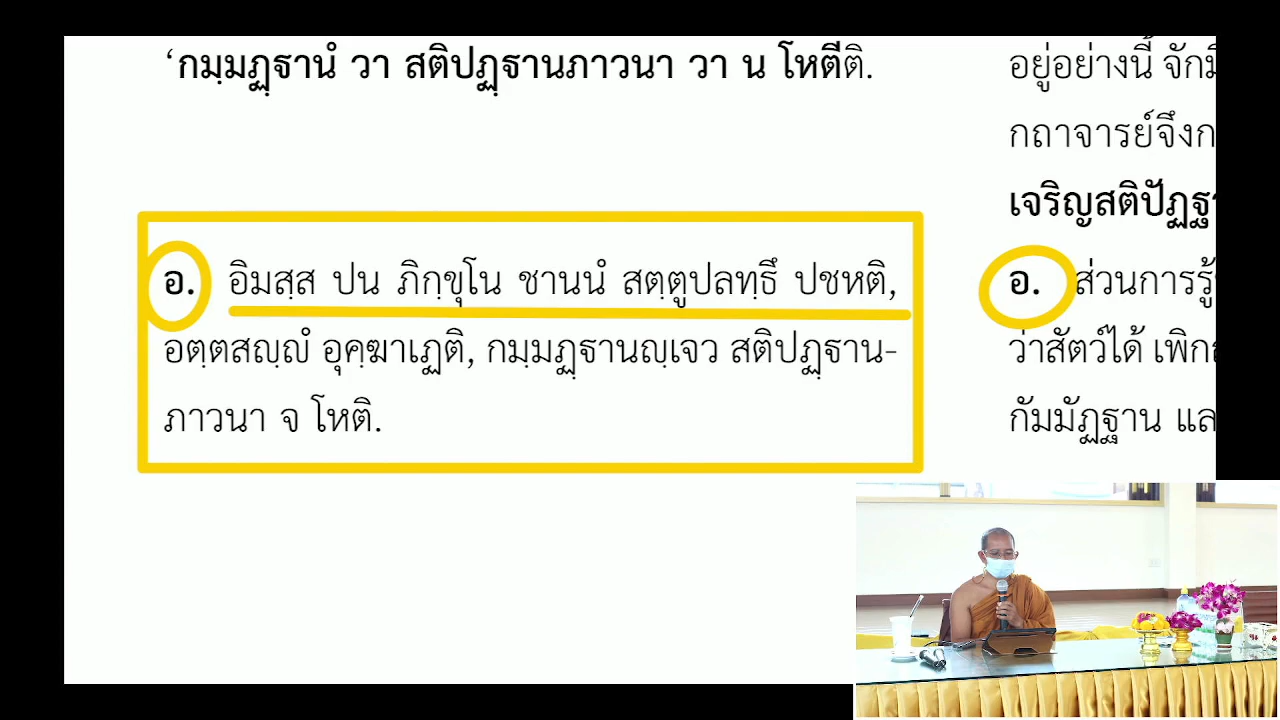 ‘กมฺมฏฺฐานํ วา สติปฏฺฐานภาวนา วา น โหตีติ.
อ. อิมสฺส ปน ภิกฺขุโน ชานนํ สตฺตูปลทฺธึ ปชหติ,
อตฺตสญฺญํ อุคฺฆาเฏติ, กมฺมฏฺฐานญฺเจว สติปฏฺฐาน-
ภาวนา จ โหติ.
อยู่อย่างนี้ จัก
กถาจารย์จึงก
เจริญสติปัฏฐ
อ. ส่วนการรู้
ว่าสัตว์ได้ เพิก
กัมมัฏฐาน แล